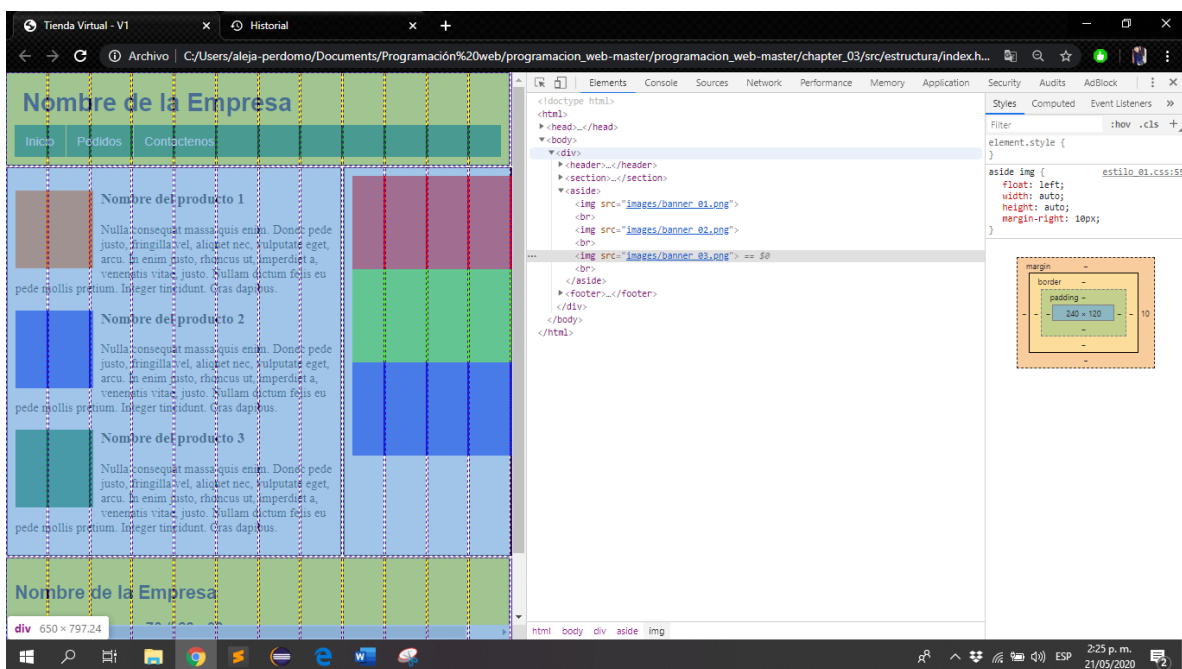 Tienda Virtual - V1
Historial
Archivo | C:/Users/aleja-perdomo/Documents/Programación%20web/programacion_web-master/programacion_web-master/chapter_03/src/estructura/index.h...
Nombre de la Empresa
Inicio Pedidos Contactenos
Nombre del producto 1
Nulla consequat massa quis enim. Donec pede
justo, fringilla vel, aliquet nec, vulputate eget,
arcu. In enim justo, rhoncus ut, imperdiet a,
venenatis vitae, justo. Nullam dictum felis eu
pede mollis pretium. Integer tincidunt. Cras dapibus.
Nombre del producto 2
Nulla consequat massa quis enim. Donec pede
justo, fringilla vel, aliquet nec, vulputate eget,
arcu. In enim justo, rhoncus ut, imperdiet a,
venenatis vitae, justo. Nullam dictum felis eu
pede mollis pretium. Integer tincidunt. Cras dapibus.
Nombre del producto 3
Nulla consequat massa quis enim. Donec pede
justo, fringilla vel, aliquet nec, vulputate eget,
arcu. In enim justo, rhoncus ut, imperdiet a,
venenatis vitae, justo. Nullam dictum felis eu
pede mollis pretium. Integer tincidunt. Cras dapibus.
Nombre de la Empresa
div 650 × 797.24
Elements Console Sources Network Performance Memory Application Security Audits AdBlock
<!doctype html>
<html>
<head>…</head>
<body>
<div>
<header>…</header>
<section>…</section>
<aside>
<img src="images/banner_01.png">
<br>
<img src="images/banner_02.png">
<br>
<img src="images/banner_03.png"> == $0
<br>
</aside>
<footer>…</footer>
</div>
</body>
</html>
html body div aside img
Styles Computed Event Listeners »
Filter :hov .cls +
element.style {
}
aside img { estilo_01.css:55
float: left;
width: auto;
height: auto;
margin-right: 10px;
}
margin -
border -
padding -
- - - 240 × 120 - - 10
-
-
-
ESP
2:25 p. m.
21/05/2020
2